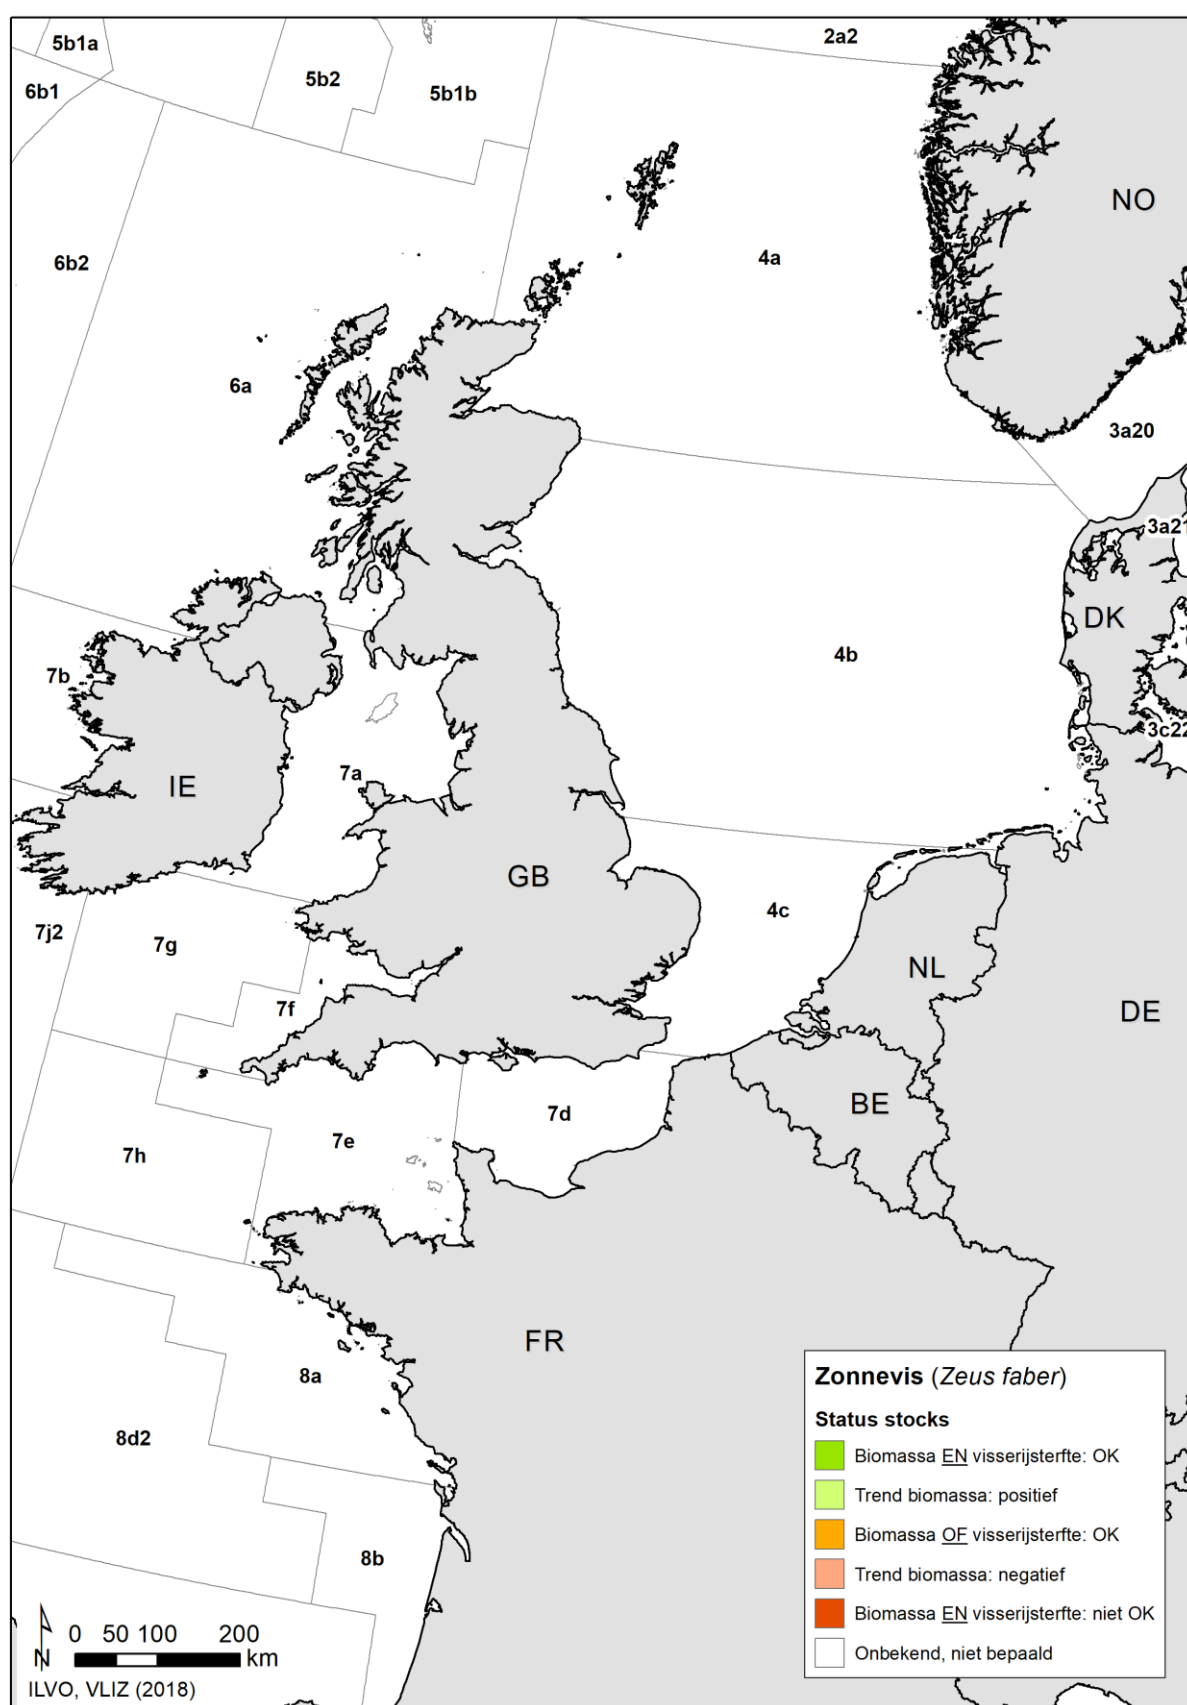 5b1a
2a2
5b2
5b1b
6b1
NO
6b2
4a
6a
3a20
3a21
DK
4b
7b
3c22
7a
IE
GB
4c
7j2
7g
NL
7f
DE
7d
BE
7e
7h
FR
8a
8d2
8b
Zonnevis (Zeus faber)
Status stocks
Biomassa EN visserijsterfte: OK
Trend biomassa: positief
Biomassa OF visserijsterfte: OK
Trend biomassa: negatief
Biomassa EN visserijsterfte: niet OK
Onbekend, niet bepaald
0 50 100 200
N km
ILVO, VLIZ (2018)